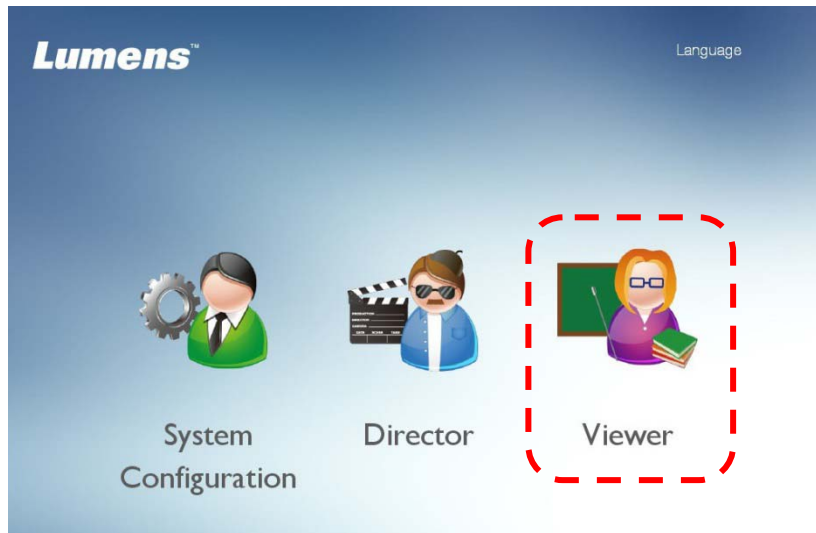 Lumens™
Language
System
Configuration
Director
Viewer